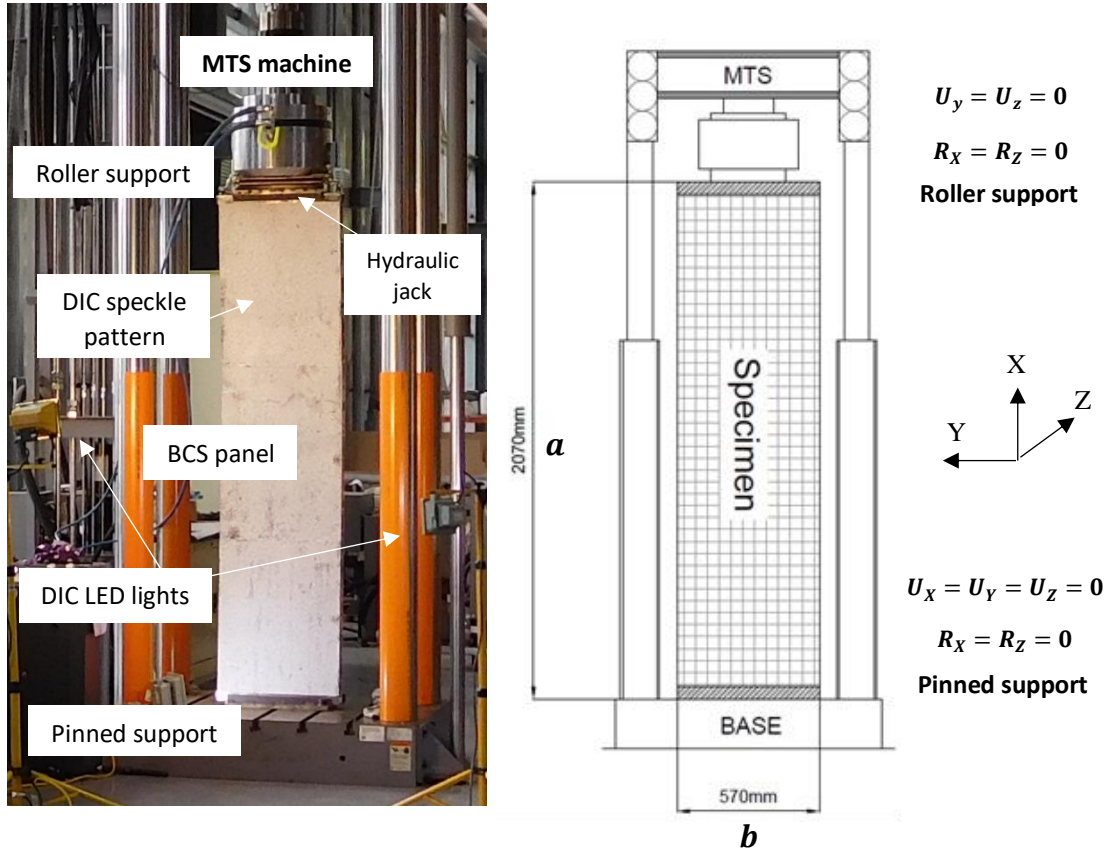 MTS machine
Roller support
Hydraulic
jack
DIC speckle
pattern
BCS panel
DIC LED lights
Pinned support
MTS
Specimen
2070mm
a
BASE
570mm
b
U_y = U_z = 0
R_X = R_Z = 0
Roller support
X
Z
Y
U_X = U_Y = U_Z = 0
R_X = R_Z = 0
Pinned support